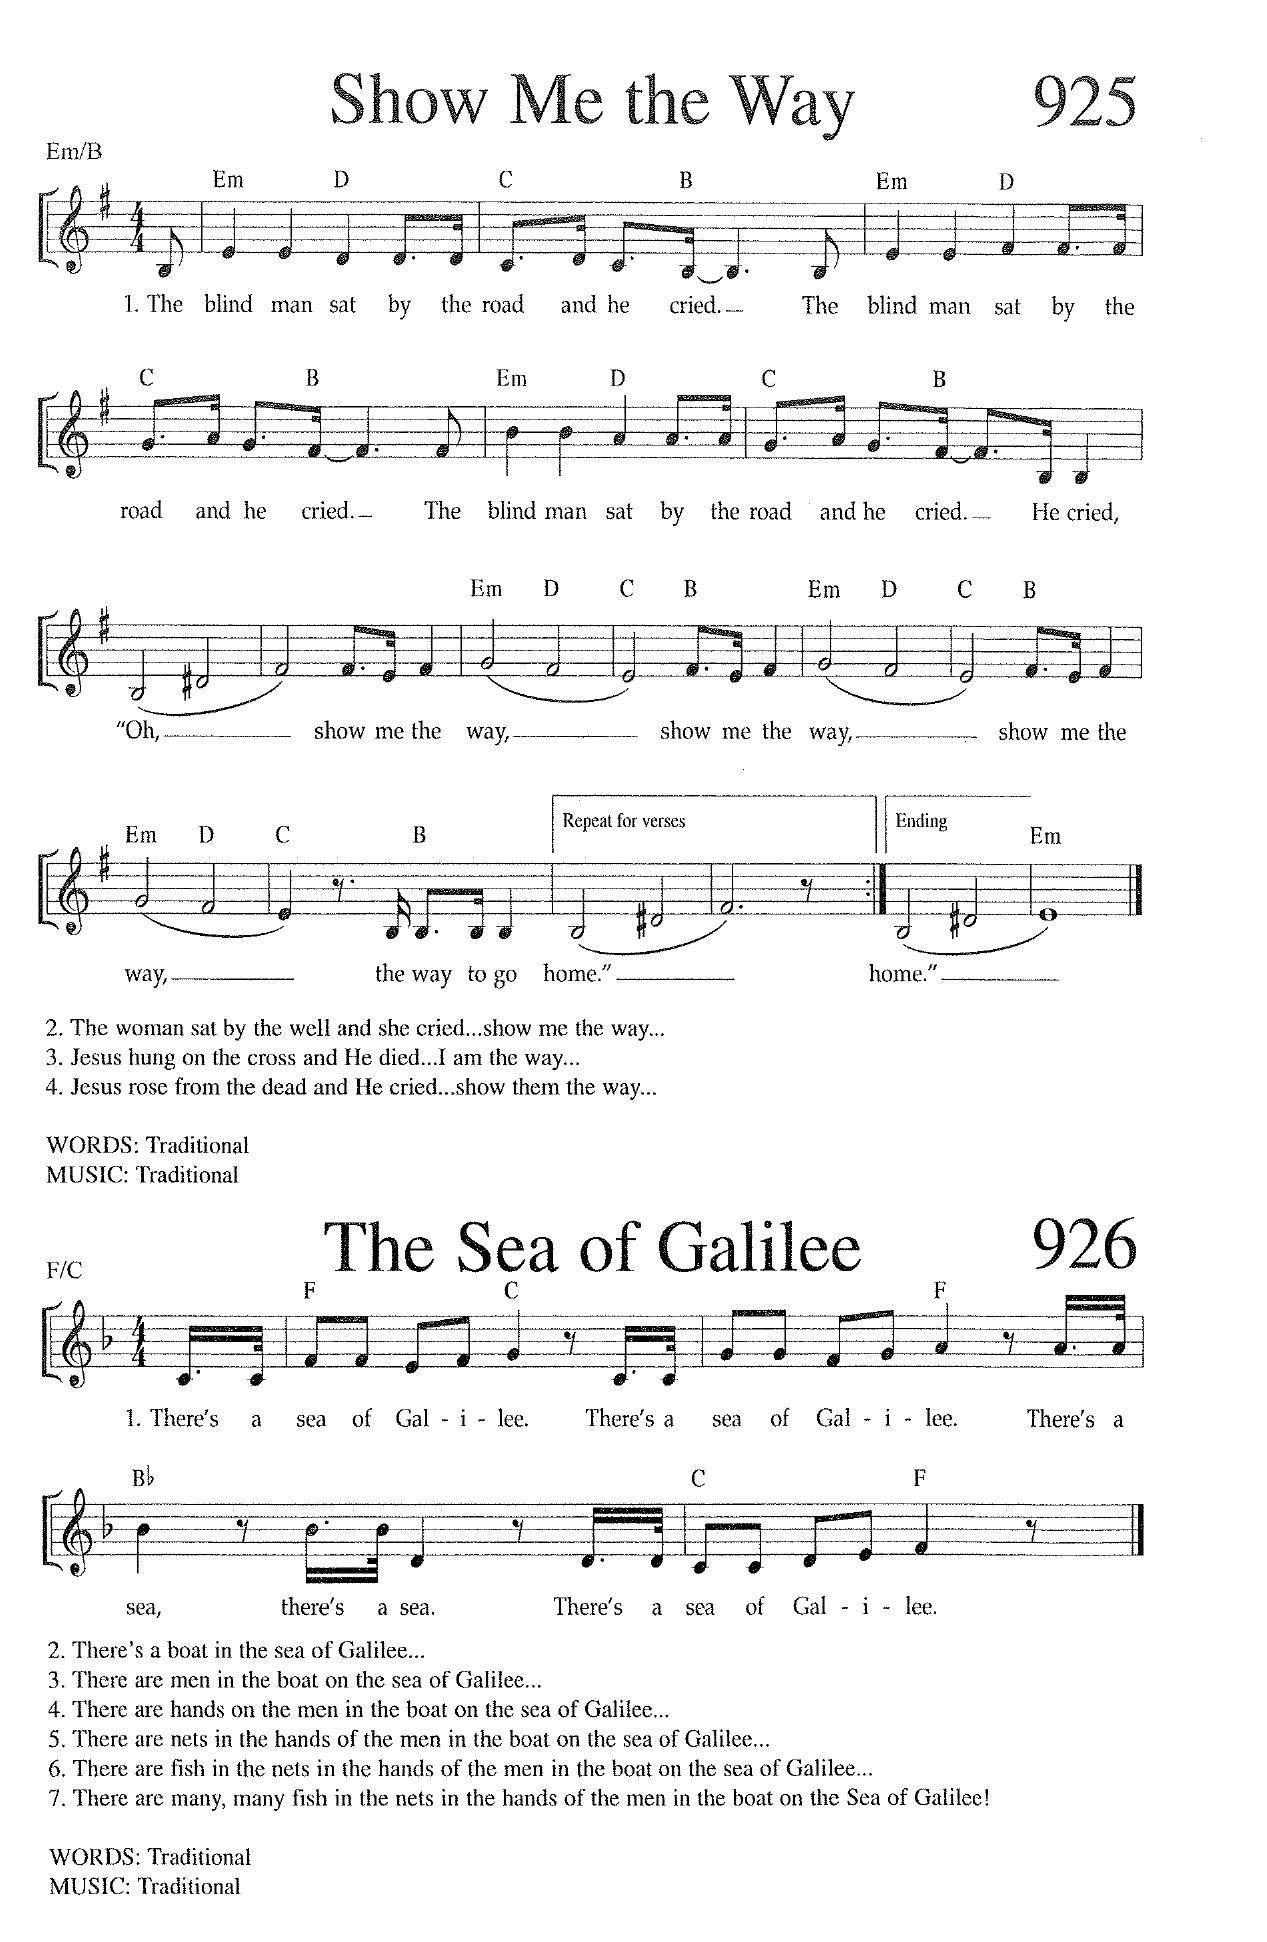 Show Me the Way 925
Em/B
Em D C B Em D
1. The blind man sat by the road and he cried. The blind man sat by the
C B Em D C B
road and he cried. The blind man sat by the road and he cried. He cried,
Em D C B Em D C B
“Oh, show me the way, show me the way, show me the
Repeat for verses Ending
Em D C B Em
way, the way to go home.” home.”
2. The woman sat by the well and she cried...show me the way...
3. Jesus hung on the cross and He died...I am the way...
4. Jesus rose from the dead and He cried...show them the way...
WORDS: Traditional
MUSIC: Traditional
The Sea of Galilee 926
F/C
F C F
1. There's a sea of Gal - i - lee. There's a sea of Gal - i - lee. There's a
B♭ C F
sea, there's a sea. There's a sea of Gal - i - lee.
2. There's a boat in the sea of Galilee...
3. There are men in the boat on the sea of Galilee...
4. There are hands on the men in the boat on the sea of Galilee...
5. There are nets in the hands of the men in the boat on the sea of Galilee...
6. There are fish in the nets in the hands of the men in the boat on the sea of Galilee...
7. There are many, many fish in the nets in the hands of the men in the boat on the Sea of Galilee!
WORDS: Traditional
MUSIC: Traditional